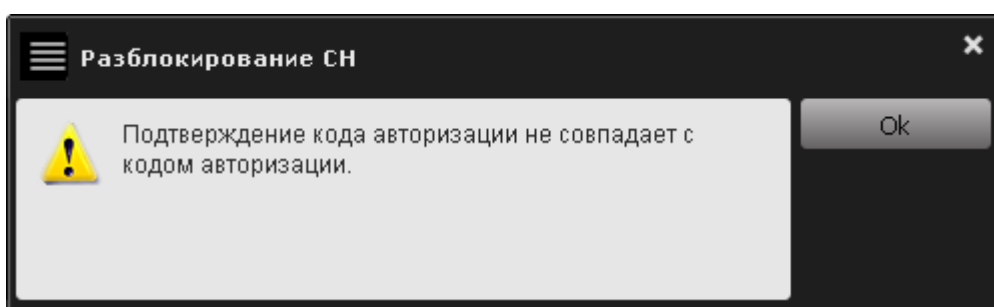 Разблокирование СН
Подтверждение кода авторизации не совпадает с
кодом авторизации.
Ok